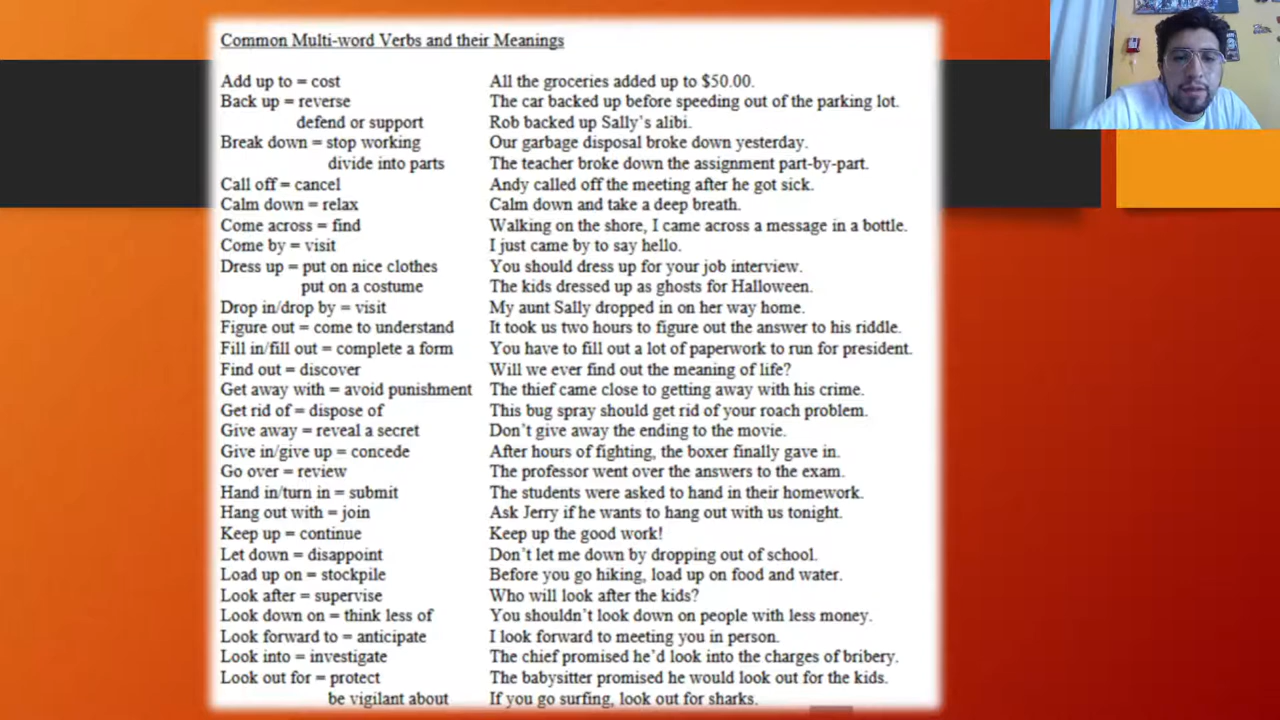 Common Multi-word Verbs and their Meanings
Add up to = cost All the groceries added up to $50.00.
Back up = reverse The car backed up before speeding out of the parking lot.
defend or support Rob backed up Sally's alibi.
Break down = stop working Our garbage disposal broke down yesterday.
divide into parts The teacher broke down the assignment part-by-part.
Call off = cancel Andy called off the meeting after he got sick.
Calm down = relax Calm down and take a deep breath.
Come across = find Walking on the shore, I came across a message in a bottle.
Come by = visit I just came by to say hello.
Dress up = put on nice clothes You should dress up for your job interview.
put on a costume The kids dressed up as ghosts for Halloween.
Drop in/drop by = visit My aunt Sally dropped in on her way home.
Figure out = come to understand It took us two hours to figure out the answer to his riddle.
Fill in/fill out = complete a form You have to fill out a lot of paperwork to run for president.
Find out = discover Will we ever find out the meaning of life?
Get away with = avoid punishment The thief came close to getting away with his crime.
Get rid of = dispose of This bug spray should get rid of your roach problem.
Give away = reveal a secret Don't give away the ending to the movie.
Give in/give up = concede After hours of fighting, the boxer finally gave in.
Go over = review The professor went over the answers to the exam.
Hand in/turn in = submit The students were asked to hand in their homework.
Hang out with = join Ask Jerry if he wants to hang out with us tonight.
Keep up = continue Keep up the good work!
Let down = disappoint Don't let me down by dropping out of school.
Load up on = stockpile Before you go hiking, load up on food and water.
Look after = supervise Who will look after the kids?
Look down on = think less of You shouldn't look down on people with less money.
Look forward to = anticipate I look forward to meeting you in person.
Look into = investigate The chief promised he'd look into the charges of bribery.
Look out for = protect The babysitter promised he would look out for the kids.
be vigilant about If you go surfing, look out for sharks.